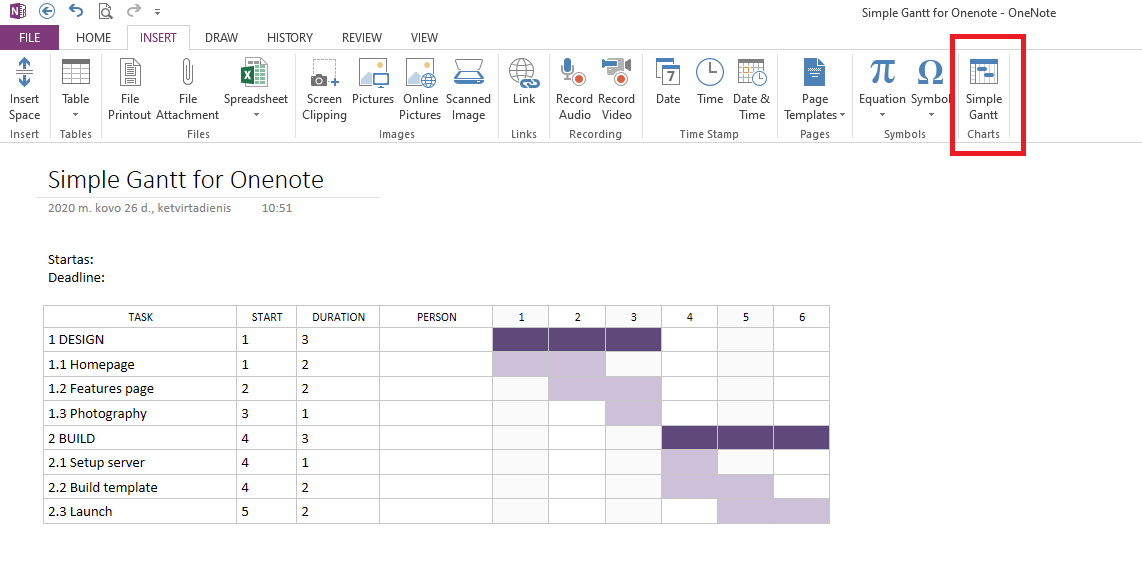 Simple Gantt for Onenote - OneNote
FILE HOME INSERT DRAW HISTORY REVIEW VIEW
Insert Space
Table
File Printout
File Attachment
Spreadsheet
Screen Clipping
Pictures
Online Pictures
Scanned Image
Link
Record Audio
Record Video
Date
Time
Date & Time
Page Templates
Equation
Symbol
Simple Gantt
Insert Tables Files Images Links Recording Time Stamp Pages Symbols Charts
Simple Gantt for Onenote
2020 m. kovo 26 d., ketvirtadienis 10:51
Startas:
Deadline:
TASK START DURATION PERSON 1 2 3 4 5 6
1 DESIGN 1 3
1.1 Homepage 1 2
1.2 Features page 2 2
1.3 Photography 3 1
2 BUILD 4 3
2.1 Setup server 4 1
2.2 Build template 4 2
2.3 Launch 5 2